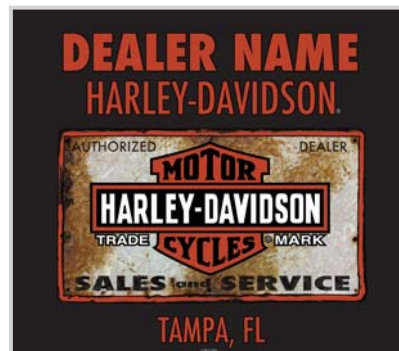 DEALER NAME
HARLEY-DAVIDSON®
AUTHORIZED DEALER
MOTOR
HARLEY-DAVIDSON
TRADE MARK
CYCLES
SALES and SERVICE
TAMPA, FL